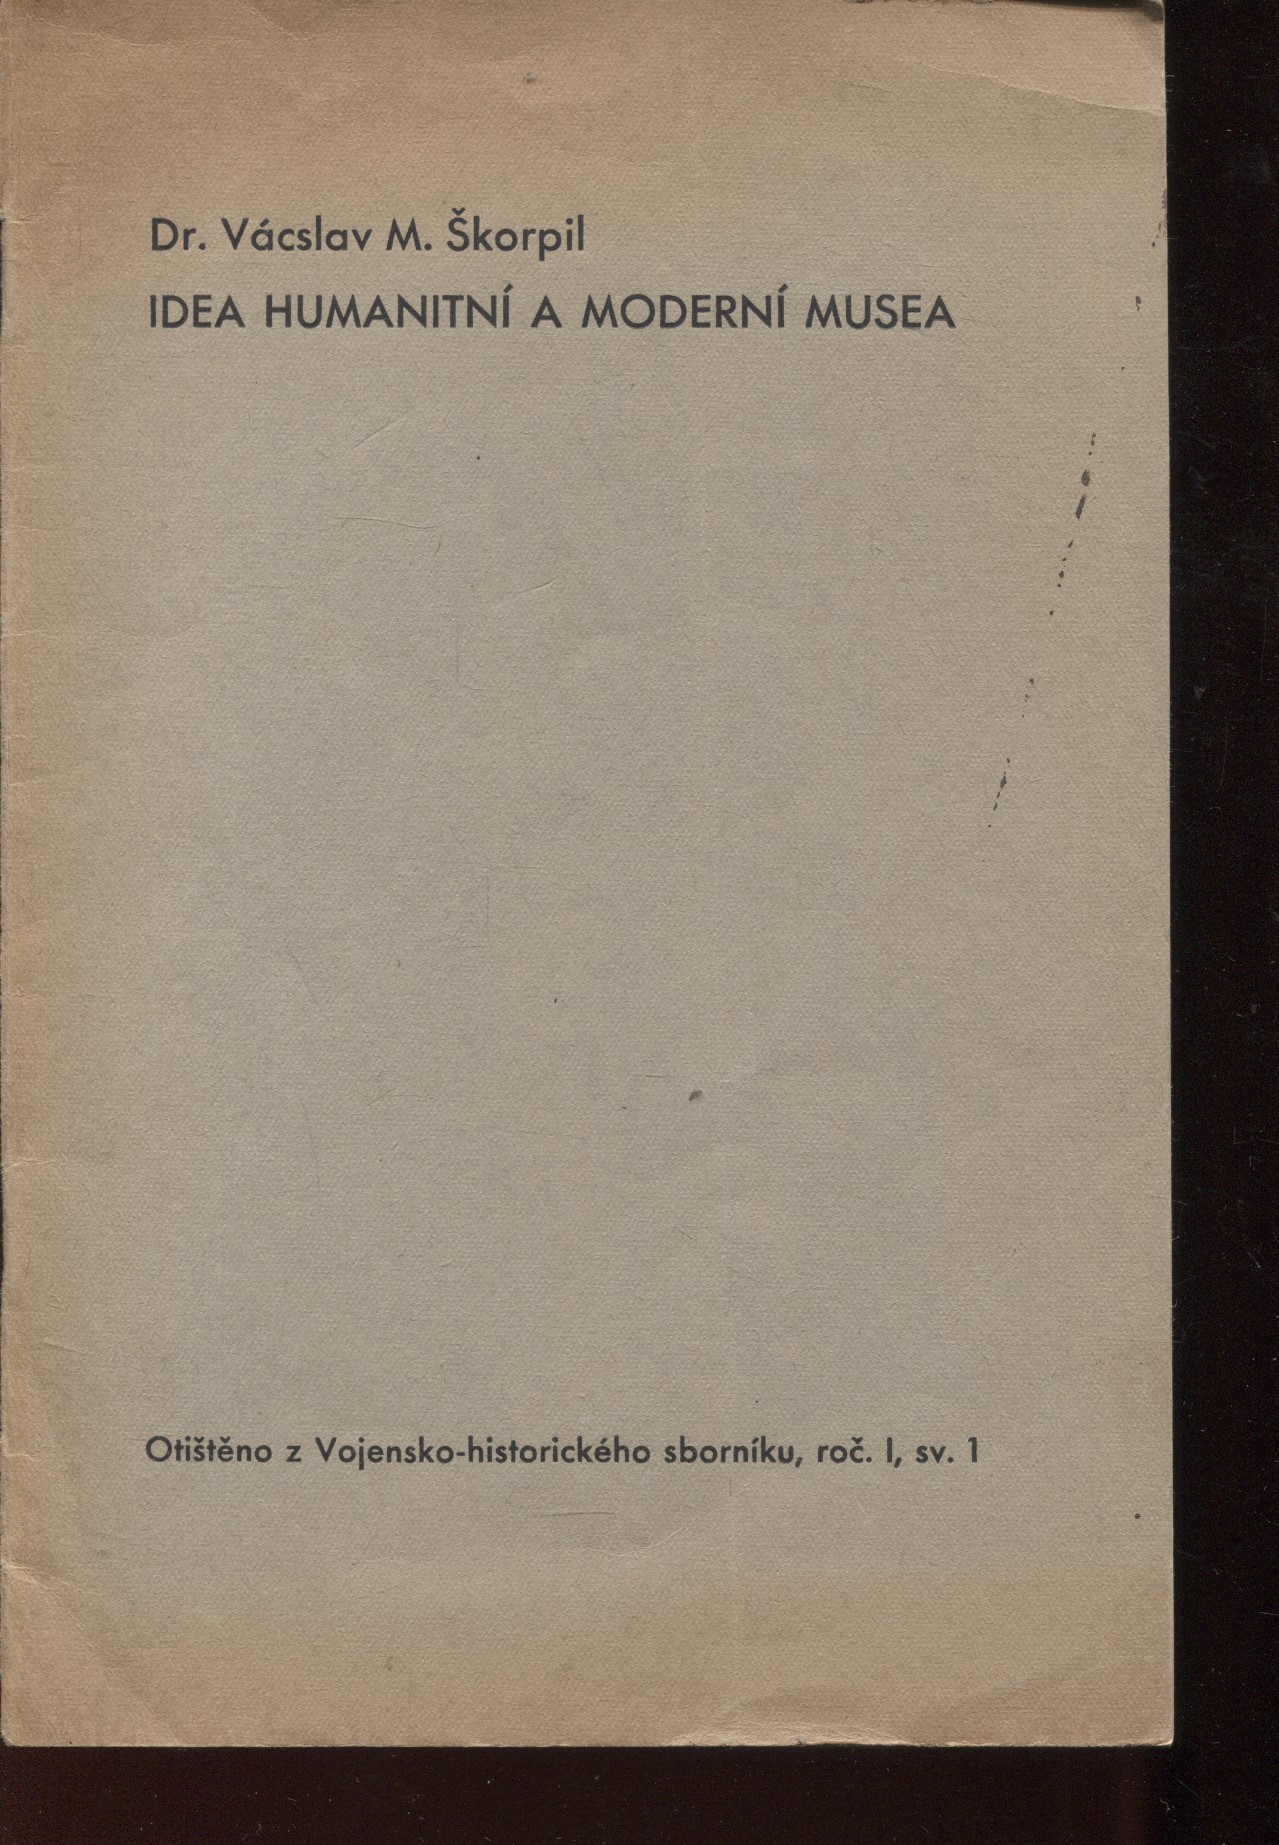 Dr. Vácslav M. Škorpil
IDEA HUMANITNÍ A MODERNÍ MUSEA
Otištěno z Vojensko-historického sborníku, roč. I, sv. 1